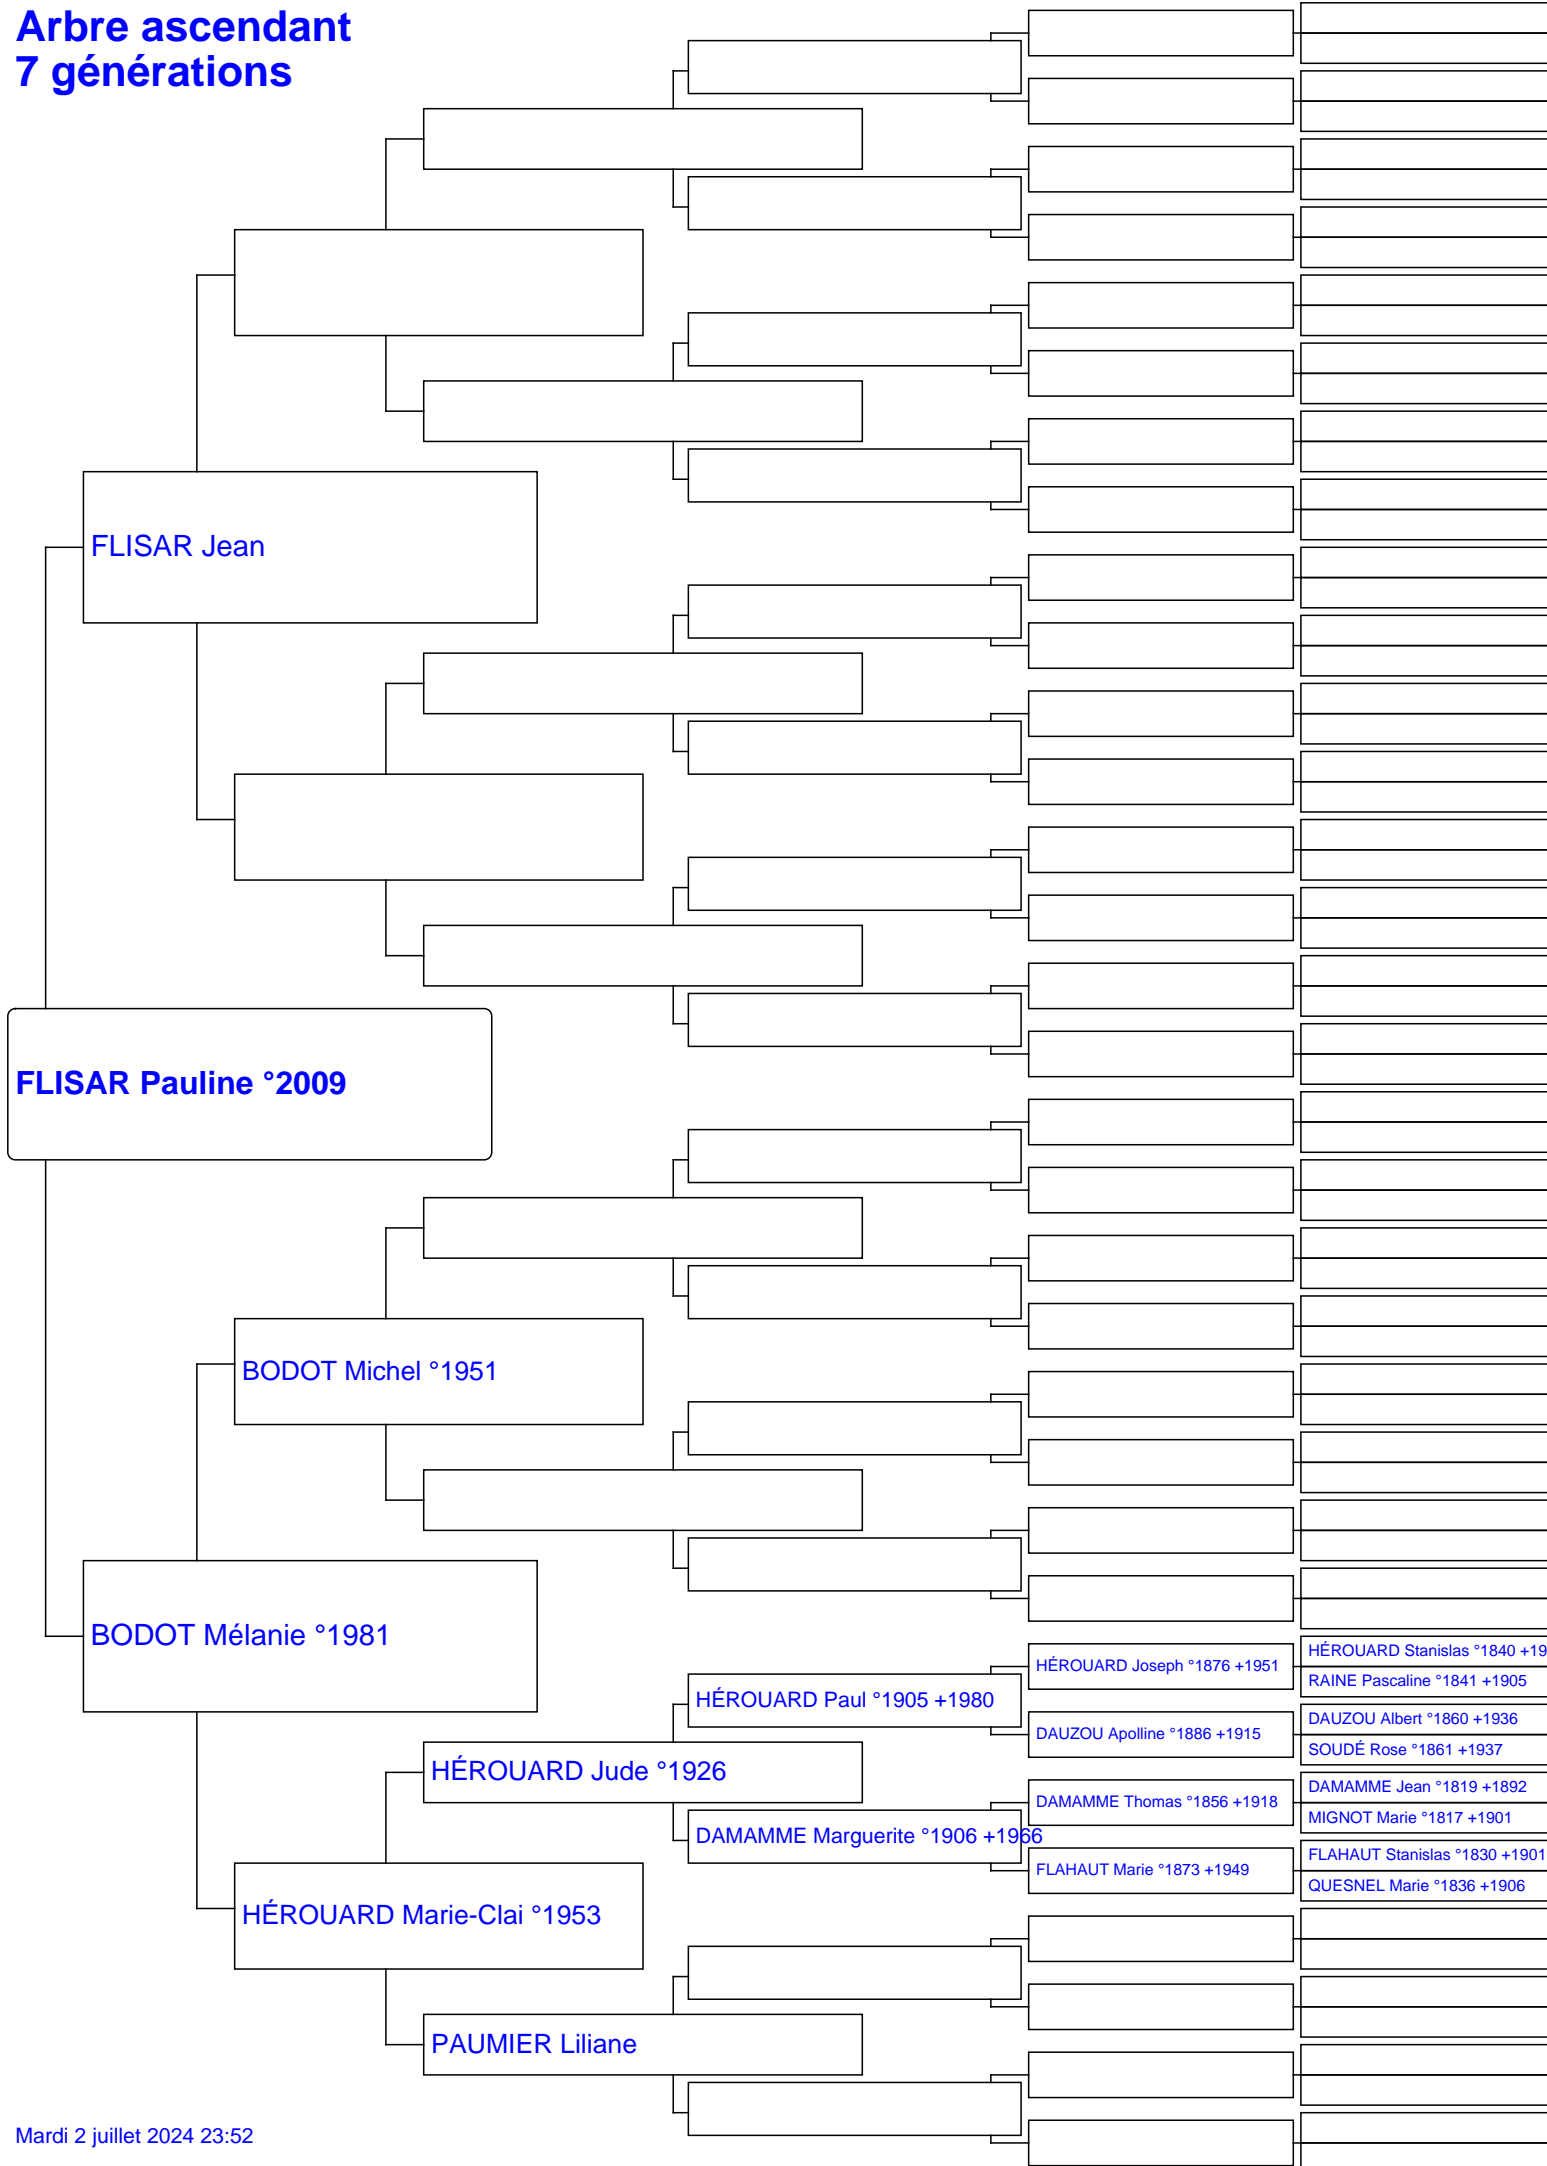 Arbre ascendant
7 générations
FLISAR Jean
FLISAR Pauline °2009
BODOT Michel °1951
BODOT Mélanie °1981
HÉROUARD Stanislas °1840 +19
HÉROUARD Joseph °1876 +1951
RAINE Pascaline °1841 +1905
HÉROUARD Paul °1905 +1980
DAUZOU Albert °1860 +1936
DAUZOU Apolline °1886 +1915
SOUDÉ Rose °1861 +1937
HÉROUARD Jude °1926
DAMAMME Jean °1819 +1892
DAMAMME Thomas °1856 +1918
MIGNOT Marie °1817 +1901
DAMAMME Marguerite °1906 +1966
FLAHAUT Stanislas °1830 +1901
FLAHAUT Marie °1873 +1949
QUESNEL Marie °1836 +1906
HÉROUARD Marie-Clai °1953
PAUMIER Liliane
Mardi 2 juillet 2024 23:52